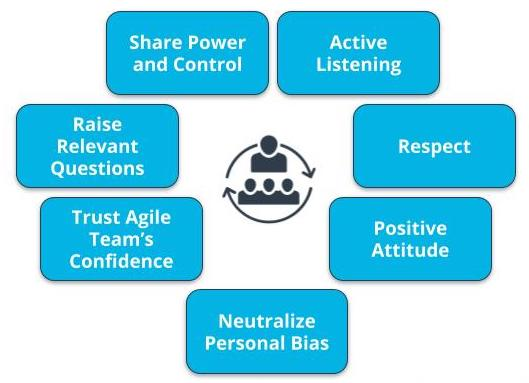 Share Power
and Control
Active
Listening
Raise
Relevant
Questions
Respect
Trust Agile
Team's
Confidence
Positive
Attitude
Neutralize
Personal Bias